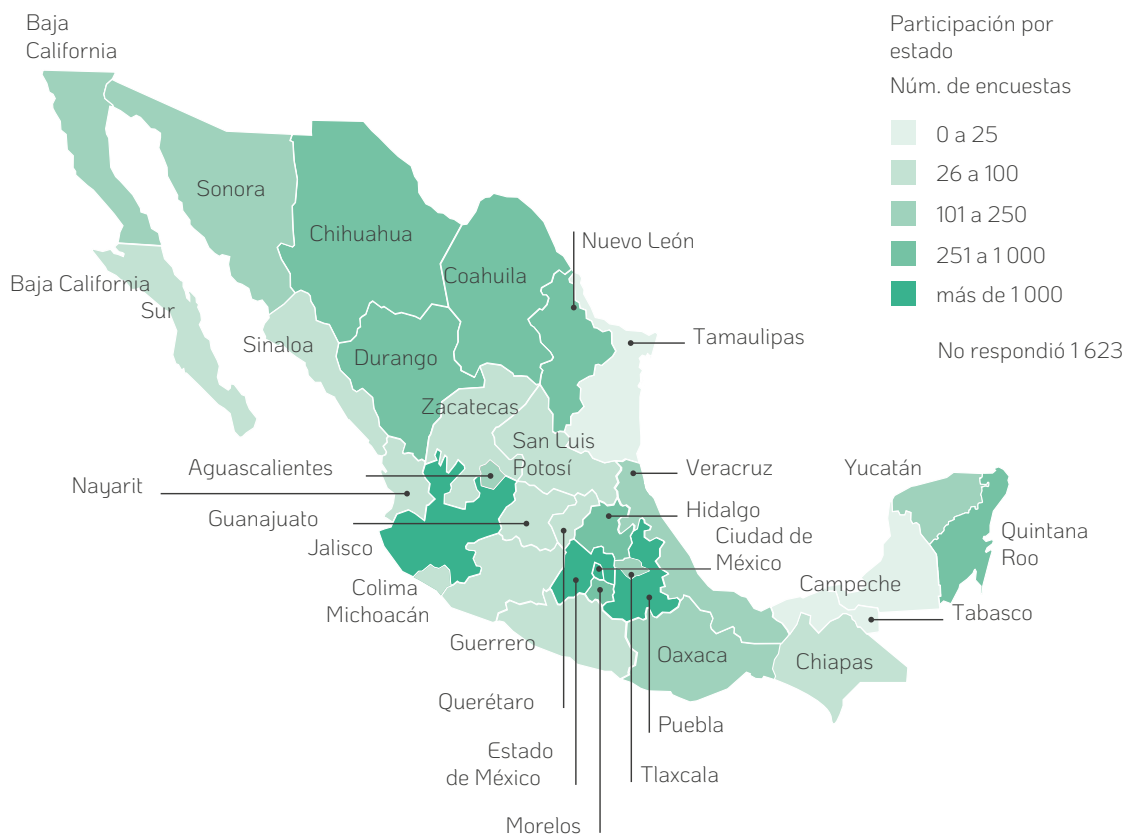 Baja
California
Participación por
estado
Núm. de encuestas
0 a 25
26 a 100
101 a 250
251 a 1 000
más de 1 000
No respondió 1 623
Sonora
Chihuahua
Nuevo León
Coahuila
Baja California
Sur
Tamaulipas
Sinaloa
Durango
Zacatecas
San Luis
Potosí
Aguascalientes
Veracruz
Yucatán
Nayarit
Guanajuato
Hidalgo
Jalisco
Ciudad de
México
Quintana
Roo
Colima
Michoacán
Campeche
Tabasco
Guerrero
Oaxaca
Chiapas
Querétaro
Puebla
Estado
de México
Tlaxcala
Morelos